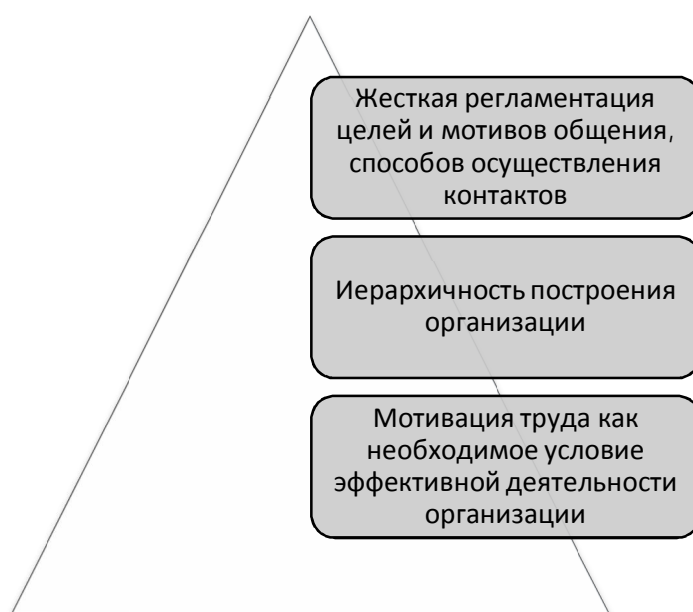 Жесткая регламентация
целей и мотивов общения,
способов осуществления
контактов
Иерархичность построения
организации
Мотивация труда как
необходимое условие
эффективной деятельности
организации